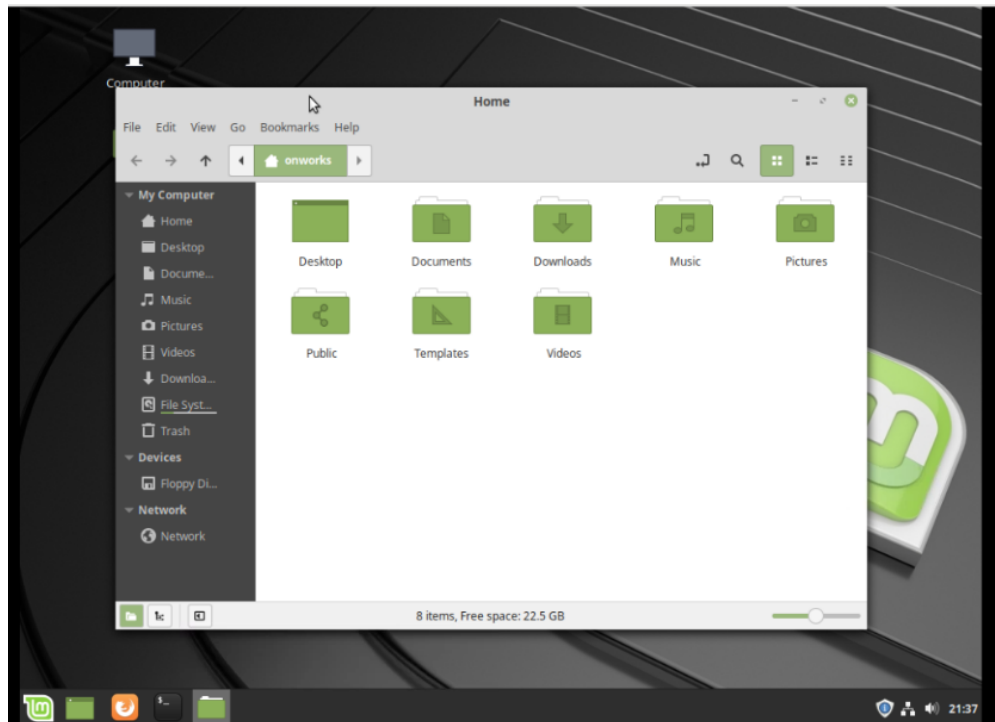 Computer
Home
File Edit View Go Bookmarks Help
onworks
My Computer
Home
Desktop
Docume...
Music
Pictures
Videos
Downloa...
File Syst...
Trash
Devices
Floppy Di...
Network
Network
Desktop Documents Downloads Music Pictures
Public Templates Videos
8 items, Free space: 22.5 GB
21:37